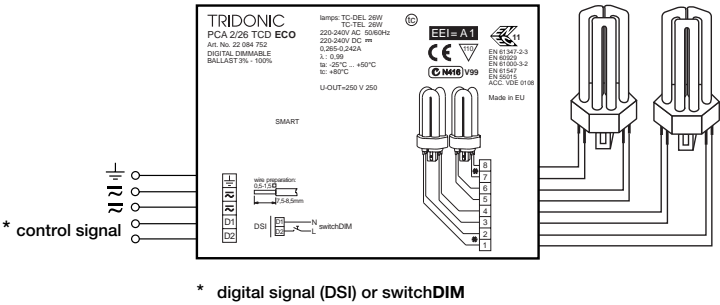 TRIDONIC
PCA 2/26 TCD ECO
Art. No. 22 084 752
DIGITAL DIMMABLE
BALLAST 3% - 100%
lamps: TC-DEL 26W
TC-TEL 26W
220-240V AC 50/60Hz
220-240V DC
0,265-0,242A
λ : 0,99
ta: -25°C ... +50°C
tc: +80°C
U-OUT=250 V 250
tc
EEI= A1
110
11
N416 V99
EN 61347-2-3
EN 60929
EN 61000-3-2
EN 61547
EN 55015
ACC. VDE 0108
Made in EU
SMART
wire preparation:
0,5-1,5
7,5-8,5mm
D1
D2
DSI
D1
D2
N
L
switchDIM
8
7
6
5
4
3
2
1
*
*
* control signal
* digital signal (DSI) or switchDIM